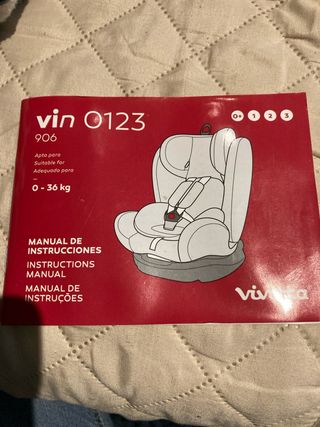 vin 0123
906
0+ 1 2 3
Apto para
Suitable for
Adequado para
0 - 36 kg
MANUAL DE
INSTRUCCIONES
INSTRUCTIONS
MANUAL
MANUAL DE
INSTRUÇÕES